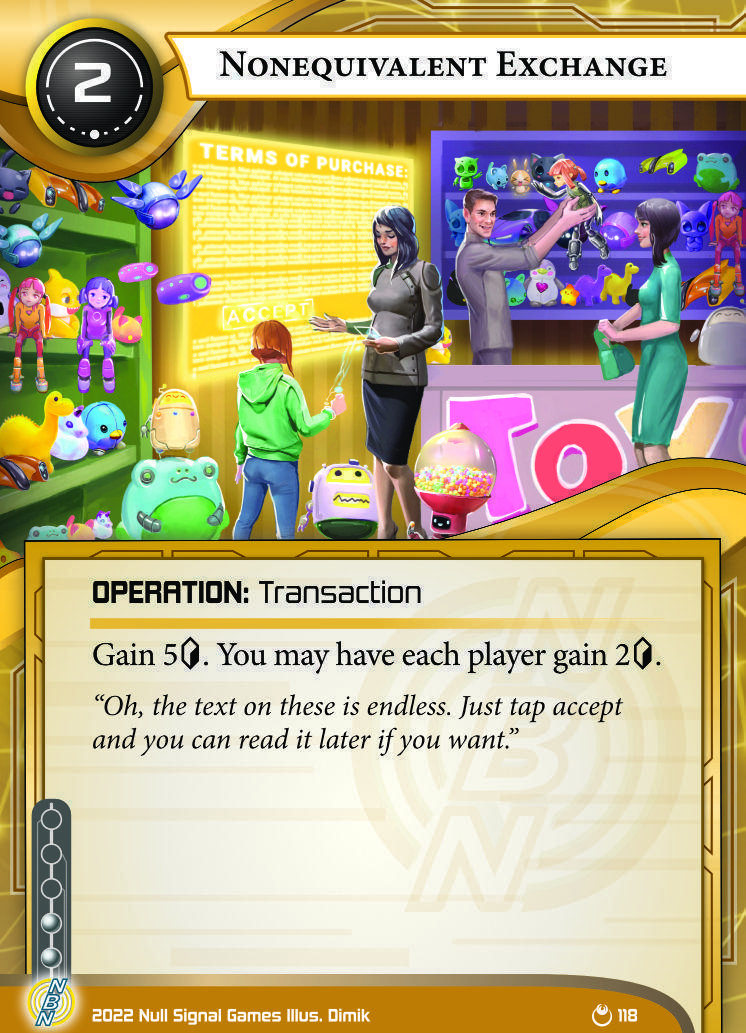 2
Nonequivalent Exchange
TERMS OF PURCHASE:
ACCEPT
TOY
OPERATION: Transaction
Gain 5. You may have each player gain 2.
“Oh, the text on these is endless. Just tap accept
and you can read it later if you want.”
NBN
NBN
2022 Null Signal Games Illus. Dimik
118